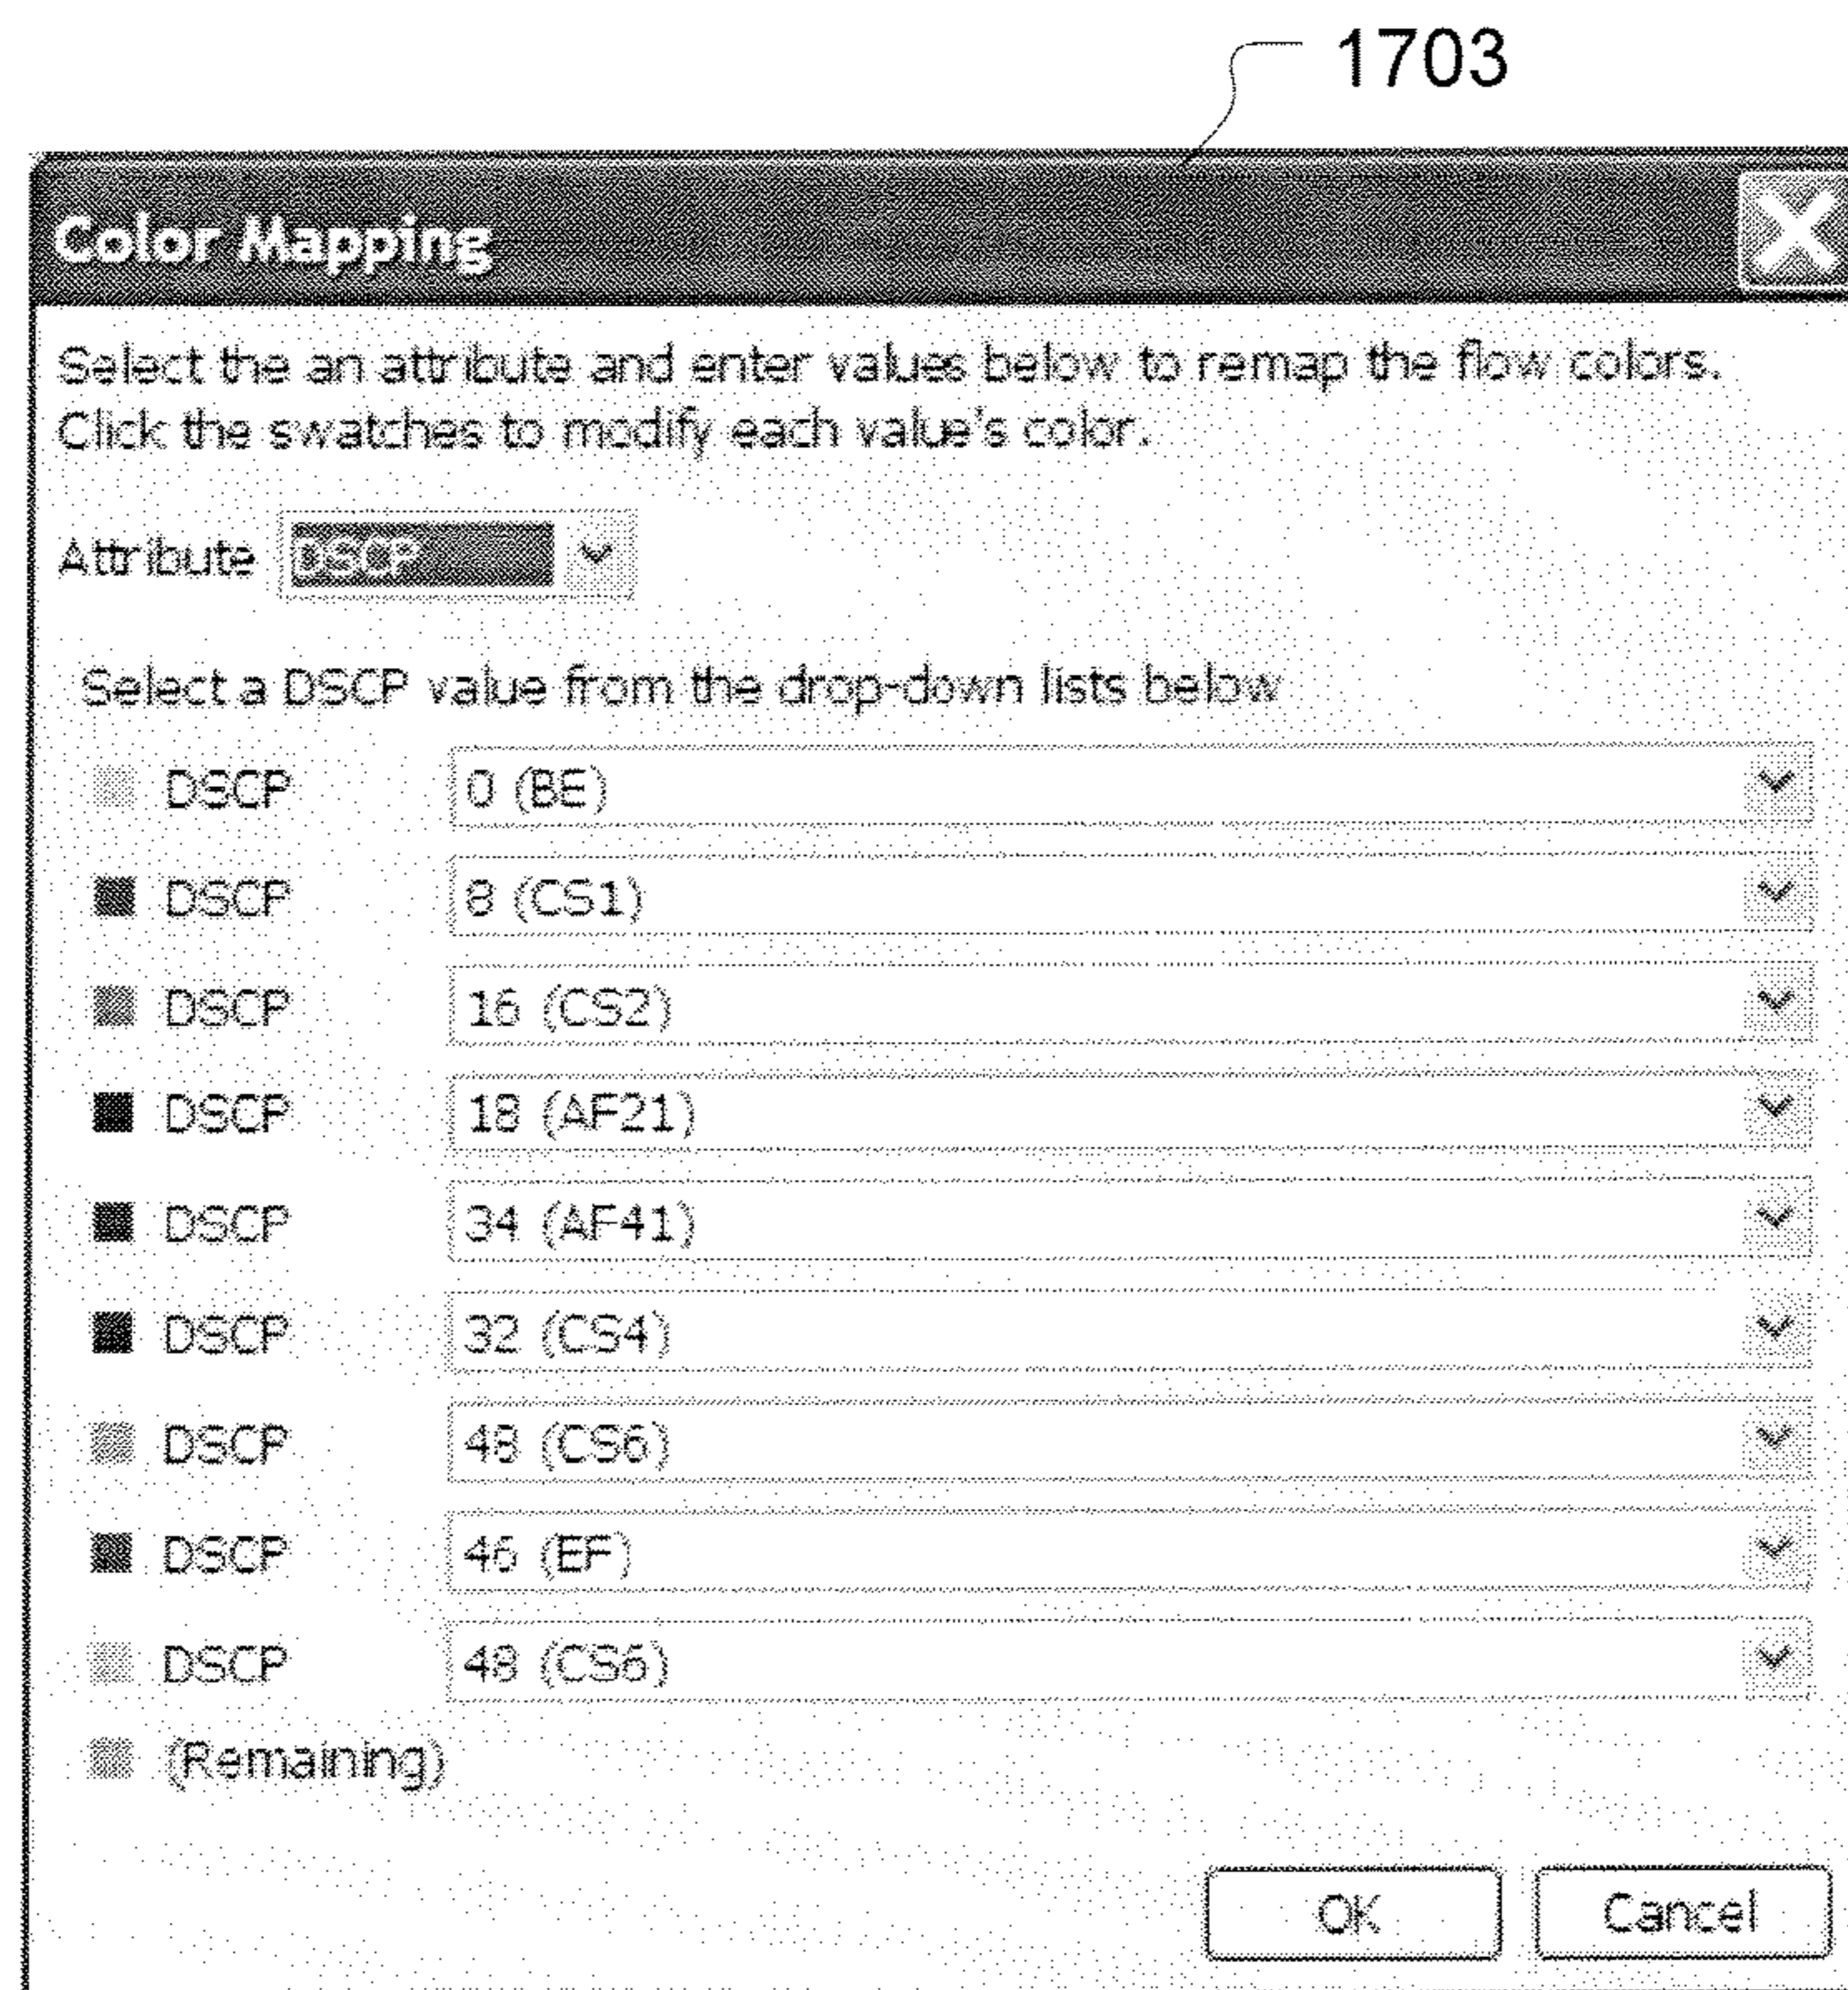 1703
Color Mapping
Select the an attribute and enter values below to remap the flow colors.
Click the swatches to modify each value's color.
Attribute DSCP
Select a DSCP value from the drop-down lists below
DSCP 0 (BE)
DSCP 8 (CS1)
DSCP 16 (CS2)
DSCP 18 (AF21)
DSCP 34 (AF41)
DSCP 32 (CS4)
DSCP 48 (CS6)
DSCP 46 (EF)
DSCP 48 (CS6)
(Remaining)
OK Cancel